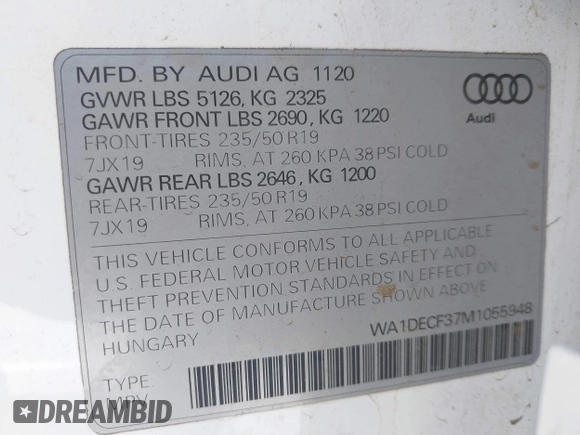 MFD. BY AUDI AG 1120
GVWR LBS 5126, KG 2325
GAWR FRONT LBS 2690, KG 1220
FRONT-TIRES 235/50 R19
7JX19 RIMS, AT 260 KPA 38 PSI COLD
GAWR REAR LBS 2646, KG 1200
REAR-TIRES 235/50 R19
7JX19 RIMS, AT 260 KPA 38 PSI COLD
Audi
THIS VEHICLE CONFORMS TO ALL APPLICABLE
U.S. FEDERAL MOTOR VEHICLE SAFETY AND
THEFT PREVENTION STANDARDS IN EFFECT ON
THE DATE OF MANUFACTURE SHOWN ABOVE
HUNGARY
WA1DECF37M1055948
TYPE
MPV
DREAMBID